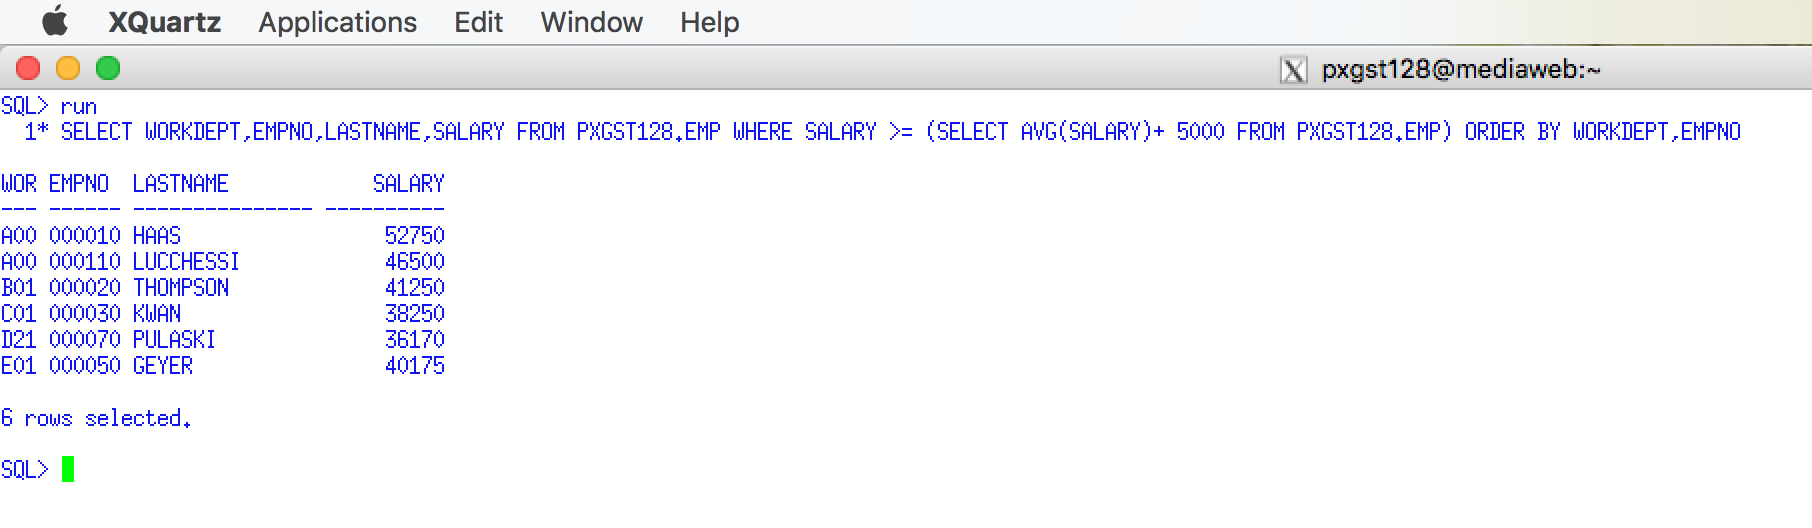 XQuartz Applications Edit Window Help
X pxgst128@mediaweb:~
SQL> run
  1* SELECT WORKDEPT,EMPNO,LASTNAME,SALARY FROM PXGST128.EMP WHERE SALARY >= (SELECT AVG(SALARY)+ 5000 FROM PXGST128.EMP) ORDER BY WORKDEPT,EMPNO
WOR EMPNO  LASTNAME            SALARY
--- ------ --------------- ----------
A00 000010 HAAS                 52750
A00 000110 LUCCHESSI            46500
B01 000020 THOMPSON             41250
C01 000030 KWAN                 38250
D21 000070 PULASKI              36170
E01 000050 GEYER                40175
6 rows selected.
SQL>